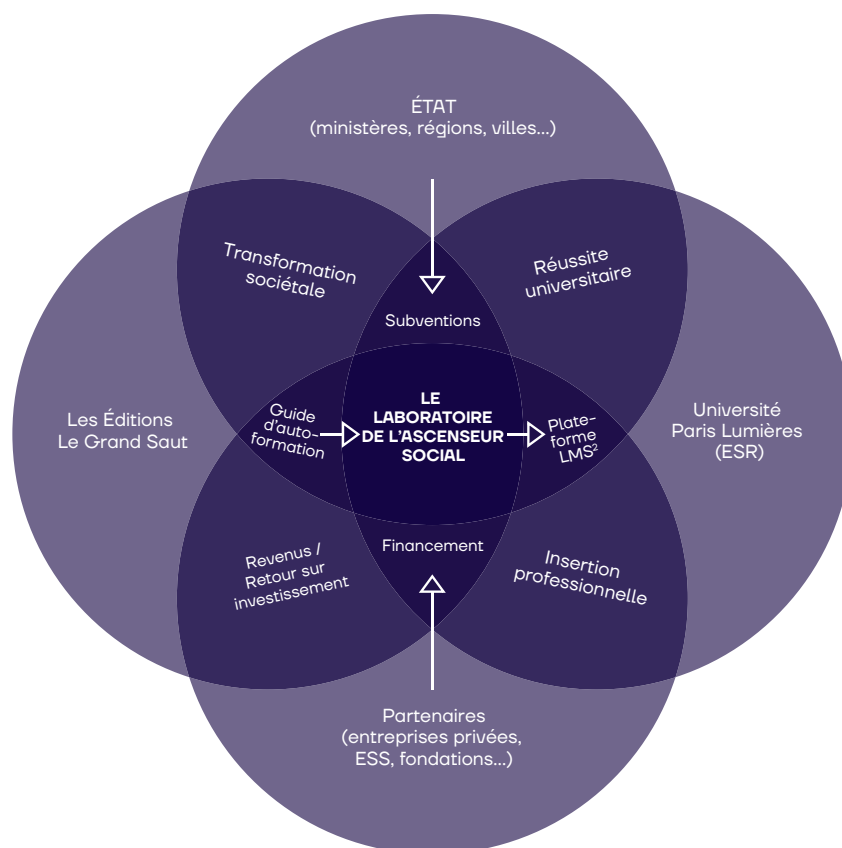 ÉTAT
(ministères, régions, villes...)
Transformation
sociétale
Réussite
universitaire
Subventions
Les Éditions
Le Grand Saut
Guide
d'auto-
formation
LE
LABORATOIRE
DE L'ASCENSEUR
SOCIAL
Plate-
forme
LMS²
Université
Paris Lumières
(ESR)
Revenus /
Retour sur
investissement
Financement
Insertion
professionnelle
Partenaires
(entreprises privées,
ESS, fondations...)